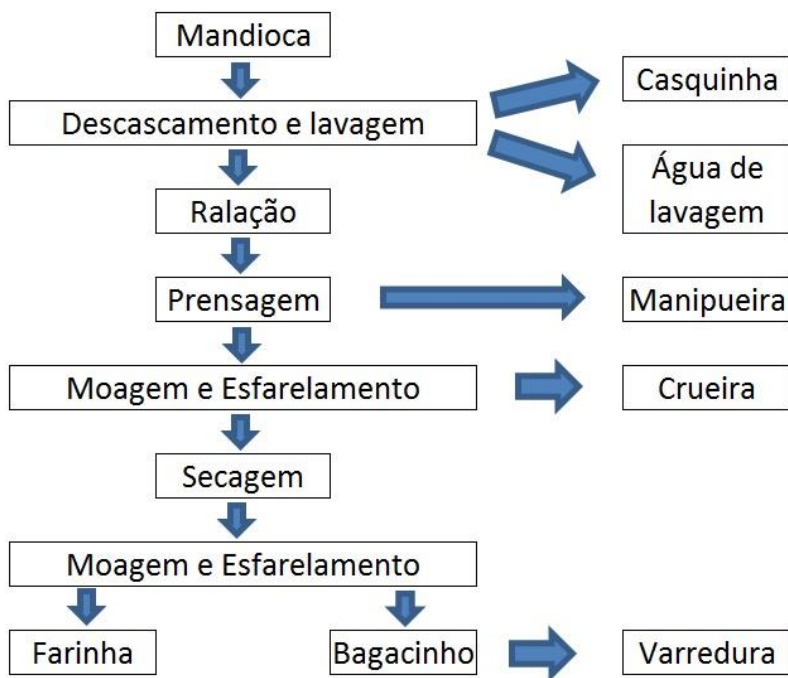 Mandioca
Casquinha
Descascamento e lavagem
Água de
lavagem
Ralação
Prensagem
Manipueira
Moagem e Esfarelamento
Crueira
Secagem
Moagem e Esfarelamento
Farinha
Bagacinho
Varredura